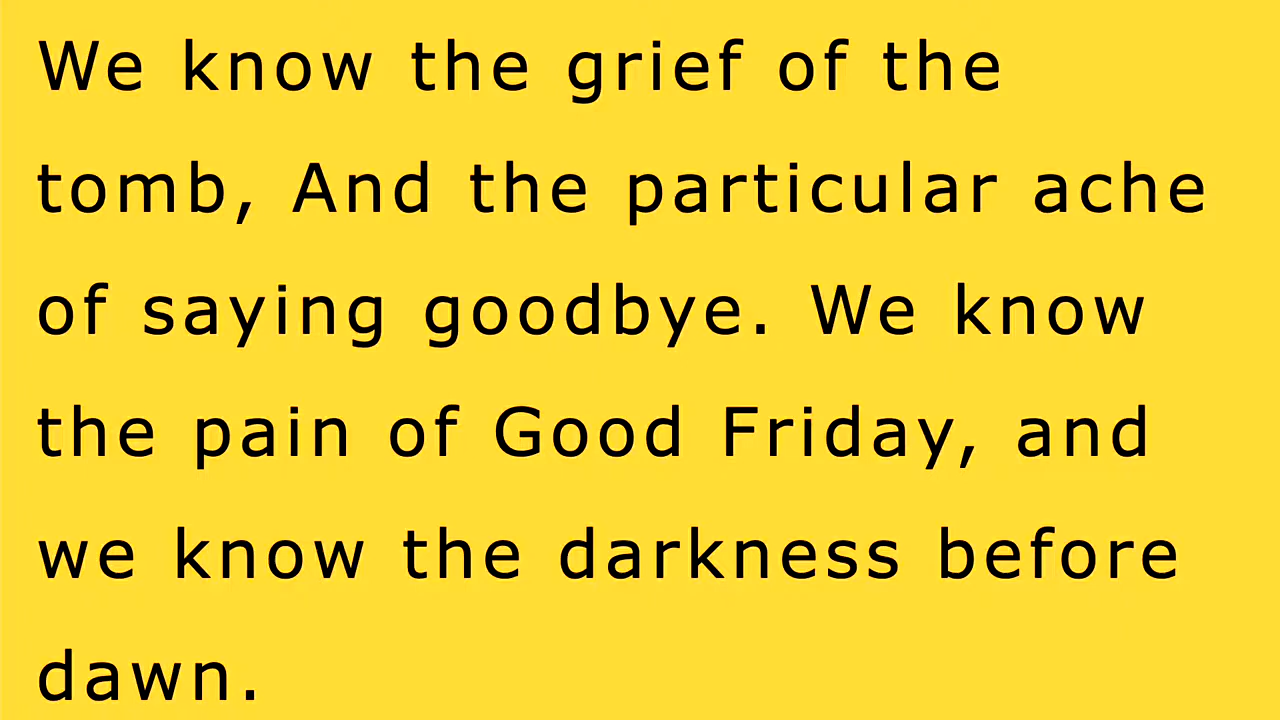 We know the grief of the
tomb, And the particular ache
of saying goodbye. We know
the pain of Good Friday, and
we know the darkness before
dawn.